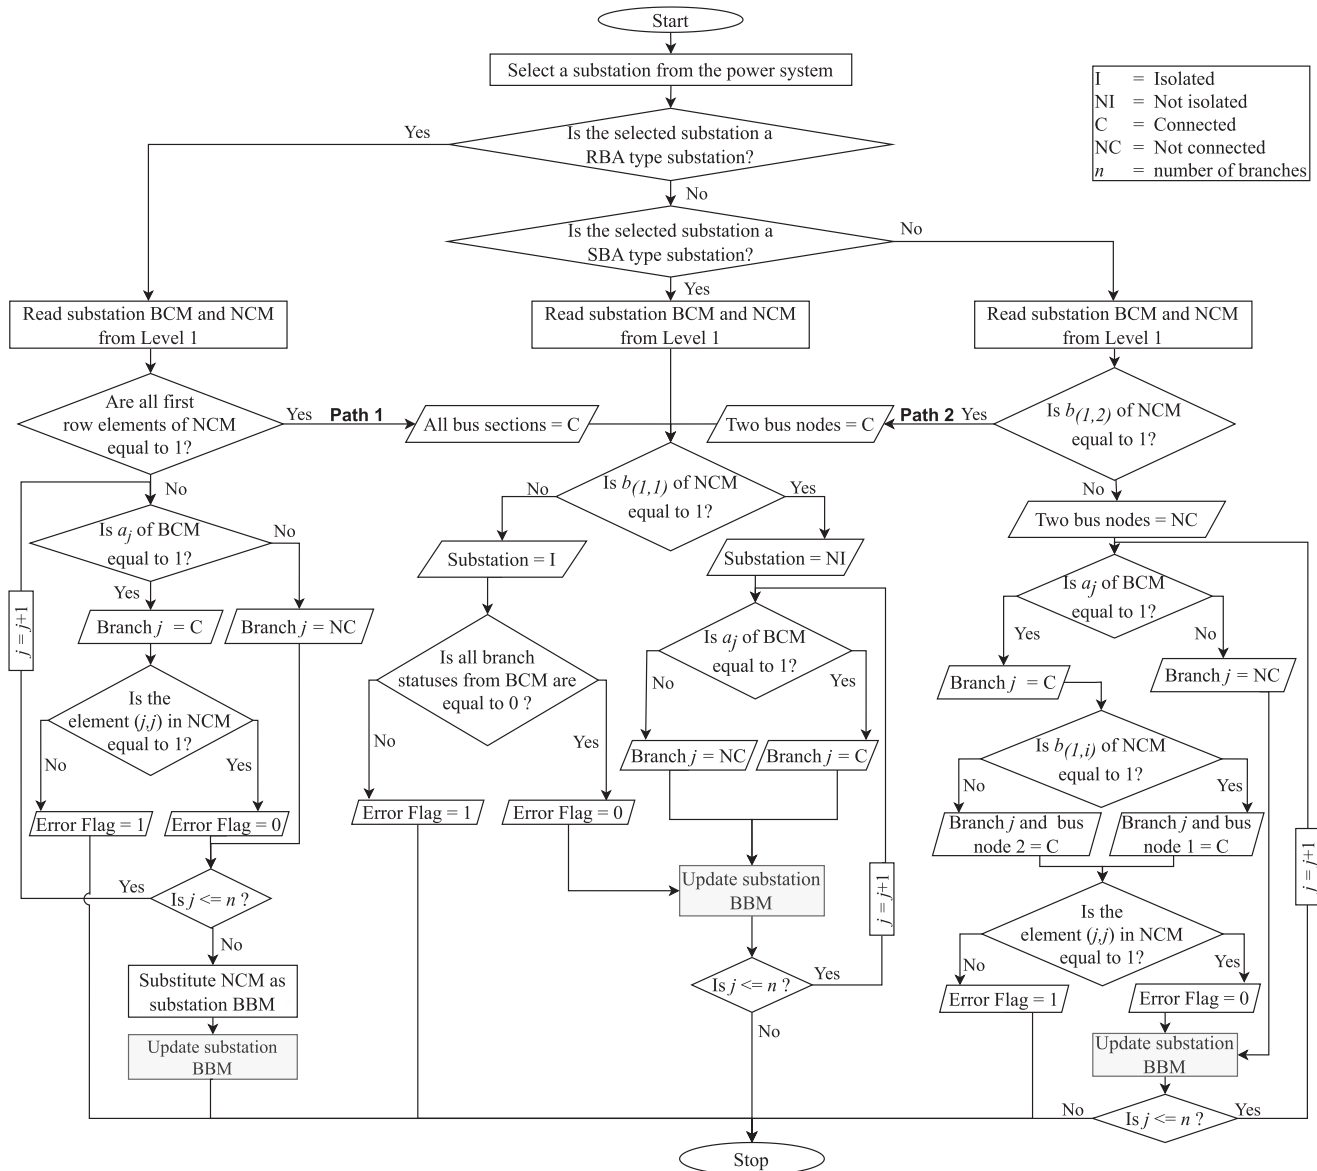 Start
Select a substation from the power system
I = Isolated
NI = Not isolated
C = Connected
NC = Not connected
n = number of branches
Yes
Is the selected substation a
RBA type substation?
No
Is the selected substation a
SBA type substation?
No
Yes
Read substation BCM and NCM
from Level 1
Read substation BCM and NCM
from Level 1
Read substation BCM and NCM
from Level 1
Are all first
row elements of NCM
equal to 1?
Yes
Path 1
All bus sections = C
Two bus nodes = C
Path 2
Yes
Is b(1,2) of NCM
equal to 1?
No
Is aj of BCM
equal to 1?
No
Yes
j = j+1
Branch j = C
Branch j = NC
Is the
element (j,j) in NCM
equal to 1?
No
Yes
Error Flag = 1
Error Flag = 0
Yes
Is j <= n ?
No
Substitute NCM as
substation BBM
Update substation
BBM
No
Is b(1,1) of NCM
equal to 1?
Yes
Substation = I
Substation = NI
Is all branch
statuses from BCM are
equal to 0 ?
No
Yes
Error Flag = 1
Error Flag = 0
Is aj of BCM
equal to 1?
No
Yes
Branch j = NC
Branch j = C
Update substation
BBM
j = j+1
Is j <= n ?
Yes
No
No
Two bus nodes = NC
Is aj of BCM
equal to 1?
Yes
No
Branch j = C
Branch j = NC
Is b(1,i) of NCM
equal to 1?
No
Yes
Branch j and bus
node 2 = C
Branch j and bus
node 1 = C
j = j+1
Is the
element (j,j) in NCM
equal to 1?
No
Yes
Error Flag = 1
Error Flag = 0
Update substation
BBM
No
Is j <= n ?
Yes
Stop